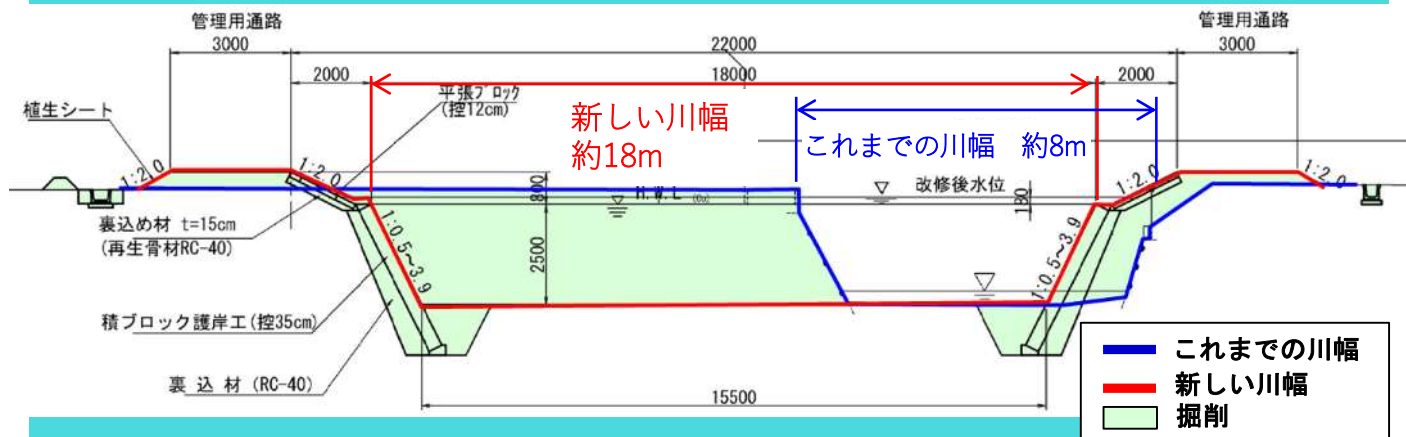 管理用通路
3000
22000
管理用通路
3000
2000
18000
2000
植生シート
平張ブロック
(控12cm)
新しい川幅
約18m
これまでの川幅 約8m
1:2.0
1:2.0
800
H.W.L
改修後水位
180
1:2.0
1:2.0
裏込め材 t=15cm
(再生骨材RC-40)
1:0.5~3.9
2500
1:0.5~3.9
積ブロック護岸工(控35cm)
裏込材(RC-40)
15500
これまでの川幅
新しい川幅
掘削